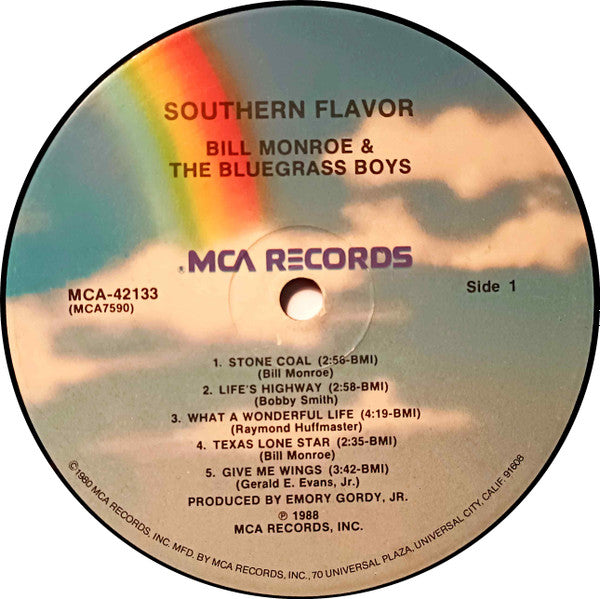 SOUTHERN FLAVOR
BILL MONROE &
THE BLUEGRASS BOYS
®MCA RECORDS
MCA-42133
(MCA7590)
Side 1
1. STONE COAL (2:58-BMI)
(Bill Monroe)
2. LIFE'S HIGHWAY (2:58-BMI)
(Bobby Smith)
3. WHAT A WONDERFUL LIFE (4:19-BMI)
(Raymond Huffmaster)
4. TEXAS LONE STAR (2:35-BMI)
(Bill Monroe)
5. GIVE ME WINGS (3:42-BMI)
(Gerald E. Evans, Jr.)
PRODUCED BY EMORY GORDY, JR.
℗ 1988
MCA RECORDS, INC.
©1980 MCA RECORDS, INC. MFD. BY MCA RECORDS, INC., 70 UNIVERSAL PLAZA, UNIVERSAL CITY, CALIF. 91608